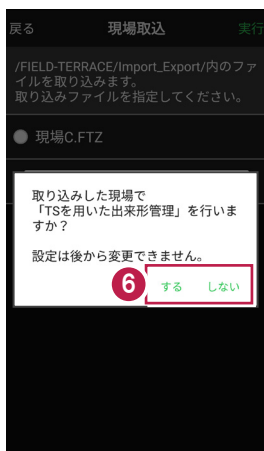 戻る 現場取込 実行
/FIELD-TERRACE/Import_Export/内のファ
イルを取り込みます。
取り込みファイルを指定してください。
現場C.FTZ
取り込みした現場で
「TSを用いた出来形管理」を行いま
すか？
設定は後から変更できません。
6 する しない